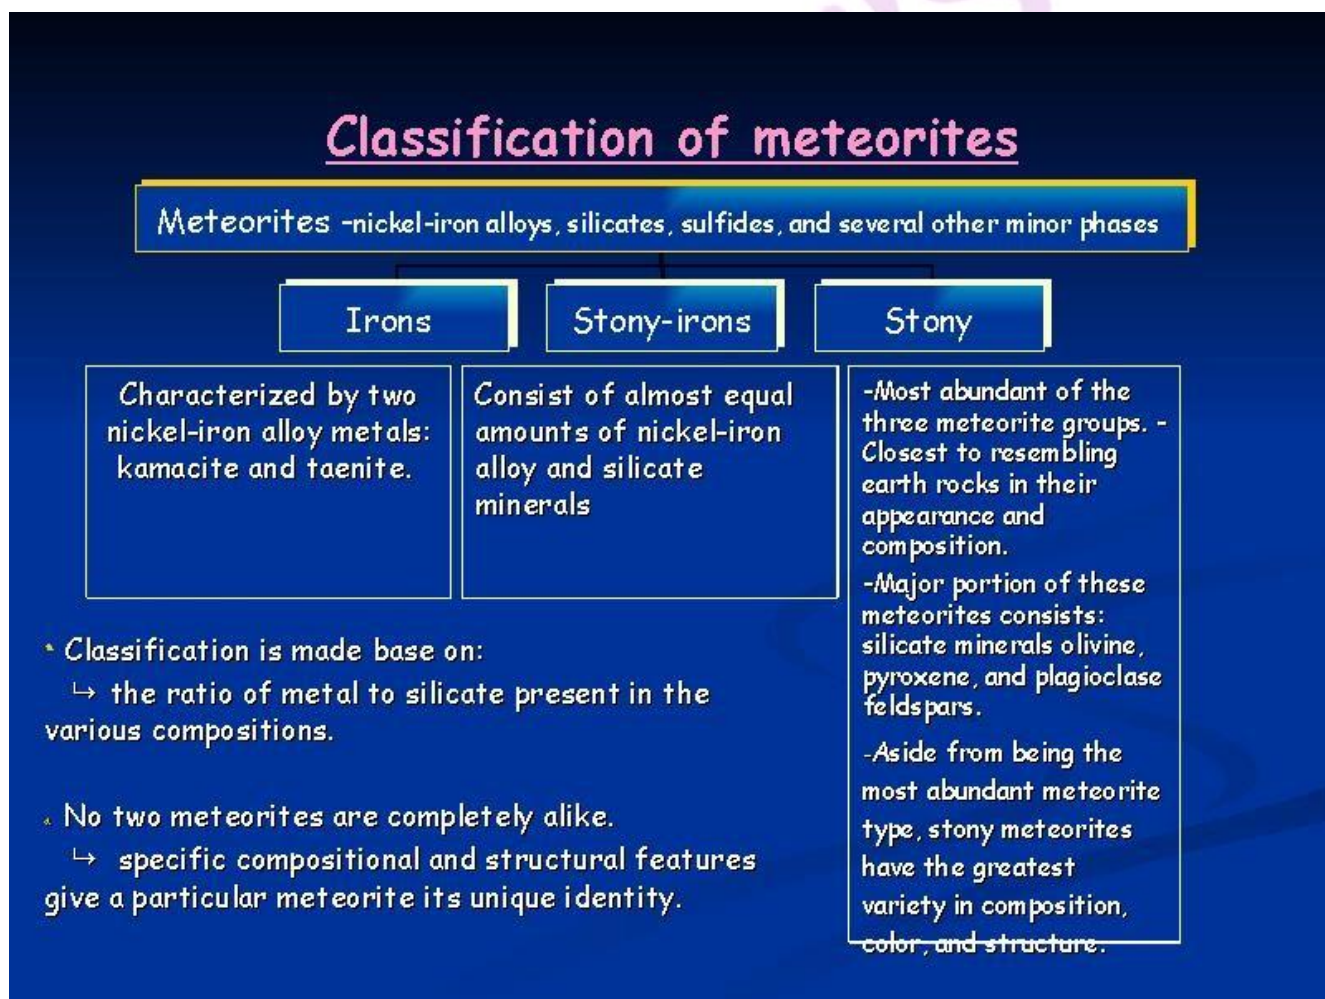 Classification of meteorites
Meteorites -nickel-iron alloys, silicates, sulfides, and several other minor phases
Irons
Stony-irons
Stony
Characterized by two
nickel-iron alloy metals:
kamacite and taenite.
Consist of almost equal
amounts of nickel-iron
alloy and silicate
minerals
-Most abundant of the
three meteorite groups. -
Closest to resembling
earth rocks in their
appearance and
composition.
-Major portion of these
meteorites consists:
silicate minerals olivine,
pyroxene, and plagioclase
feldspars.
-Aside from being the
most abundant meteorite
type, stony meteorites
have the greatest
variety in composition,
color, and structure.
Classification is made base on:
↳ the ratio of metal to silicate present in the
various compositions.
No two meteorites are completely alike.
↳ specific compositional and structural features
give a particular meteorite its unique identity.